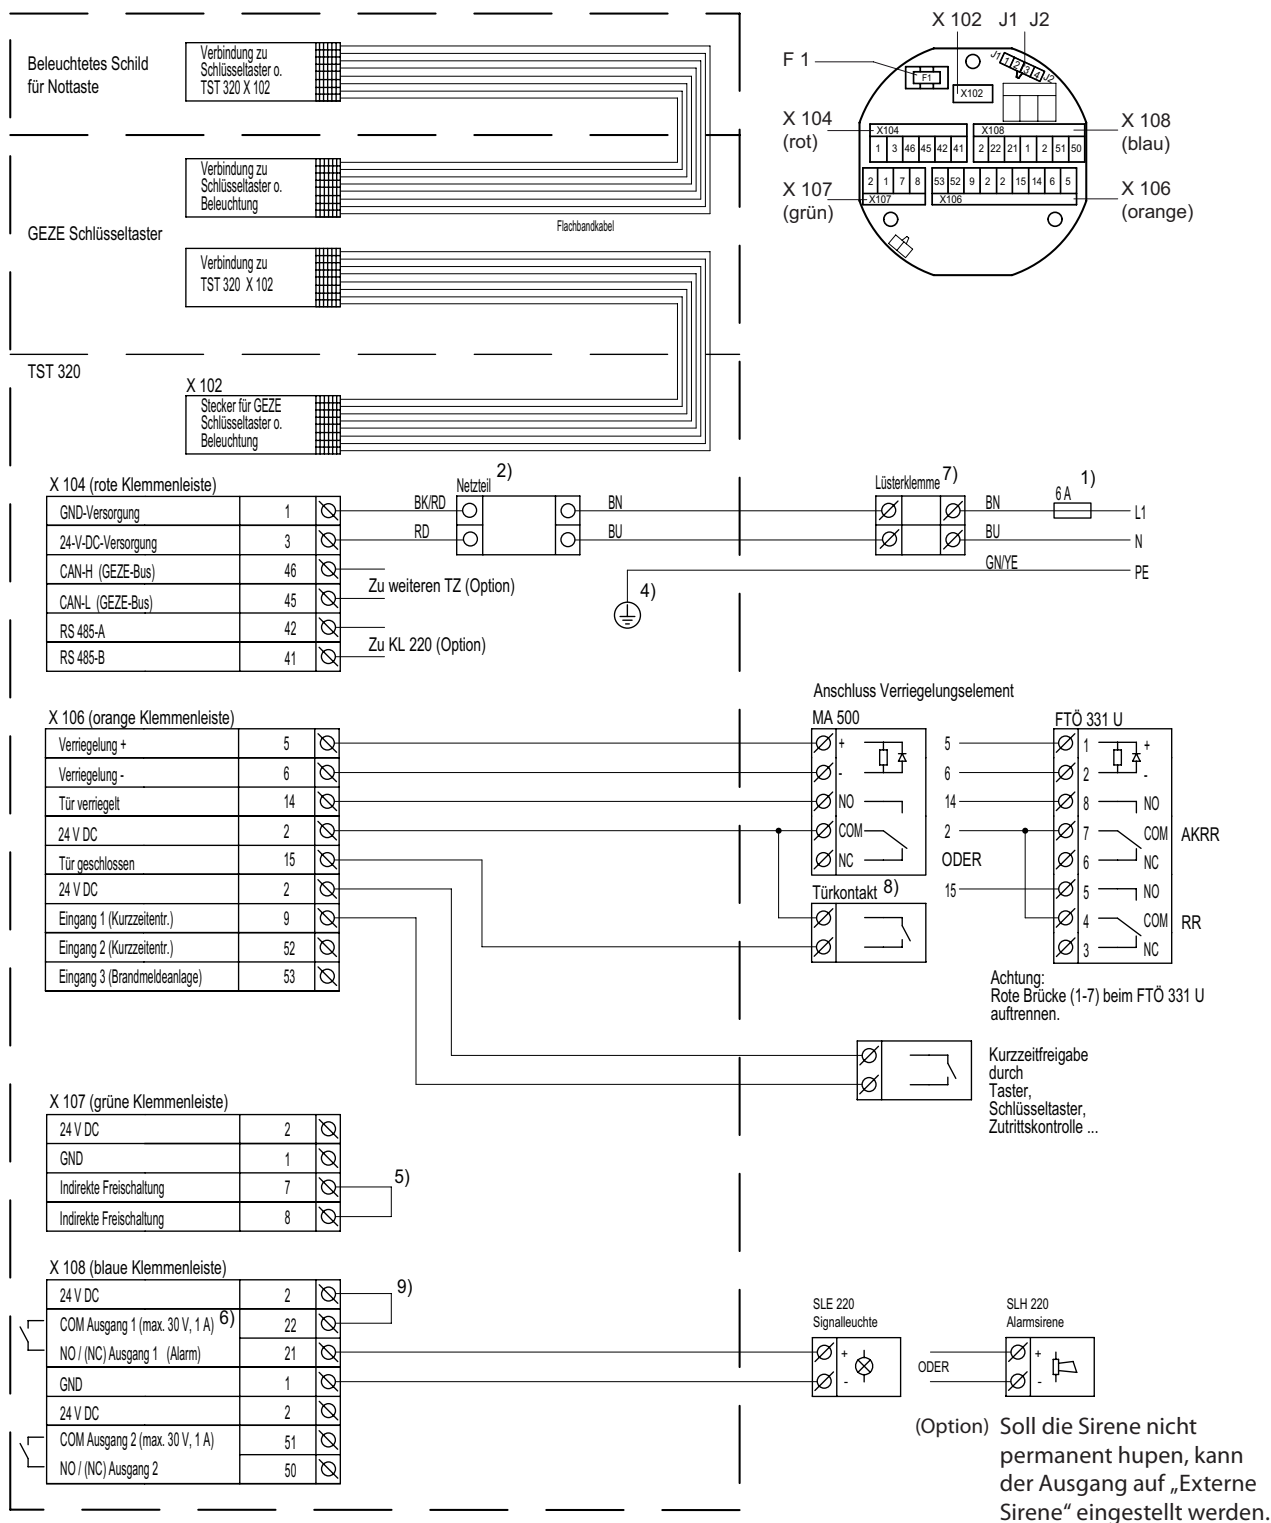 Beleuchtetes Schild
für Nottaste
Verbindung zu
Schlüsseltaster o.
TST 320 X 102
Verbindung zu
Schlüsseltaster o.
Beleuchtung
Flachbandkabel
GEZE Schlüsseltaster
Verbindung zu
TST 320 X 102
TST 320
X 102
Stecker für GEZE
Schlüsseltaster o.
Beleuchtung
X 102 J1 J2
F 1
J1 1 2 3 4 J2
F1
X102
X 104
(rot)
X104
X108
X 108
(blau)
1 3 46 45 42 41 2 22 21 1 2 51 50
2 1 7 8 53 52 9 2 2 15 14 6 5
X107
X106
X 107
(grün)
X 106
(orange)
X 104 (rote Klemmenleiste)
GND-Versorgung 1
24-V-DC-Versorgung 3
CAN-H (GEZE-Bus) 46
CAN-L (GEZE-Bus) 45
RS 485-A 42
RS 485-B 41
BK/RD
RD
Netzteil 2)
BN
BU
Lüsterklemme 7)
BN
BU
GN/YE
6 A 1)
L1
N
PE
4)
Zu weiteren TZ (Option)
Zu KL 220 (Option)
X 106 (orange Klemmenleiste)
Verriegelung + 5
Verriegelung - 6
Tür verriegelt 14
24 V DC 2
Tür geschlossen 15
24 V DC 2
Eingang 1 (Kurzzeitentr.) 9
Eingang 2 (Kurzzeitentr.) 52
Eingang 3 (Brandmeldeanlage) 53
Anschluss Verriegelungselement
MA 500
+
-
NO
COM
NC
5
6
14
2
ODER
15
Türkontakt 8)
FTÖ 331 U
1 +
2 -
8 NO
7 COM AKRR
6 NC
5 NO
4 COM RR
3 NC
Achtung:
Rote Brücke (1-7) beim FTÖ 331 U
auftrennen.
Kurzzeitfreigabe
durch
Taster,
Schlüsseltaster,
Zutrittskontrolle ...
X 107 (grüne Klemmenleiste)
24 V DC 2
GND 1
Indirekte Freischaltung 7
Indirekte Freischaltung 8
5)
X 108 (blaue Klemmenleiste)
24 V DC 2
COM Ausgang 1 (max. 30 V, 1 A) 6) 22
NO / (NC) Ausgang 1 (Alarm) 21
GND 1
24 V DC 2
COM Ausgang 2 (max. 30 V, 1 A) 51
NO / (NC) Ausgang 2 50
9)
SLE 220
Signalleuchte
+
-
ODER
SLH 220
Alarmsirene
+
-
(Option) Soll die Sirene nicht
permanent hupen, kann
der Ausgang auf „Externe
Sirene“ eingestellt werden.